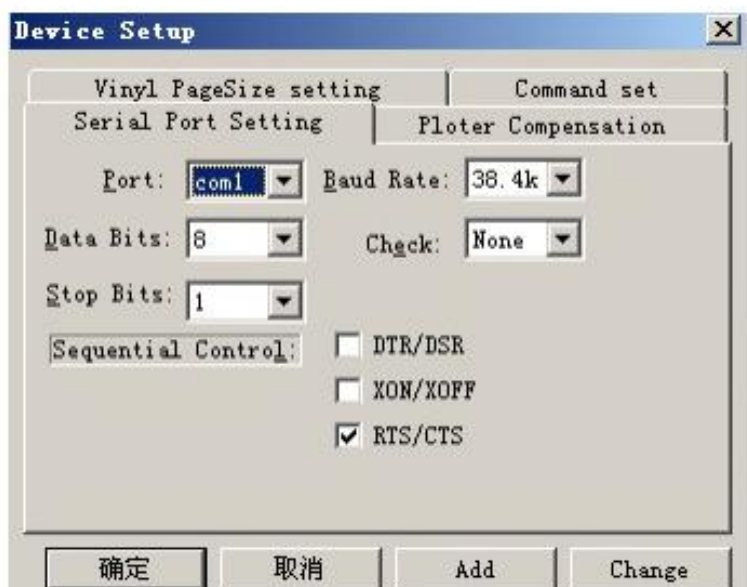 Device Setup
Vinyl PageSize setting Command set
Serial Port Setting Ploter Compensation
Port: com1 Baud Rate: 38.4k
Data Bits: 8 Check: None
Stop Bits: 1
Sequential Control: DTR/DSR
XON/XOFF
RTS/CTS
确定 取消 Add Change